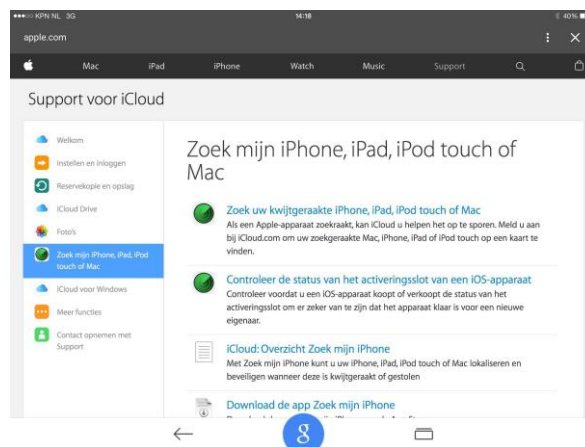 KPN NL 3G
14:18
40%
apple.com
Mac iPad iPhone Watch Music Support
Support voor iCloud
Welkom
Instellen en inloggen
Reservekopie en opslag
iCloud Drive
Foto's
Zoek mijn iPhone, iPad, iPod
touch of Mac
iCloud voor Windows
Meer functies
Contact opnemen met
Support
Zoek mijn iPhone, iPad, iPod touch of
Mac
Zoek uw kwijtgeraakte iPhone, iPad, iPod touch of Mac
Als een Apple-apparaat zoekraakt, kan iCloud u helpen het op te sporen. Meld u aan
bij iCloud.com om uw zoekgeraakte Mac, iPhone, iPad of iPod touch op een kaart te
vinden.
Controleer de status van het activeringsslot van een iOS-apparaat
Controleer voordat u een iOS-apparaat koopt of verkoopt de status van het
activeringsslot om er zeker van te zijn dat het apparaat klaar is voor een nieuwe
eigenaar.
iCloud: Overzicht Zoek mijn iPhone
Met Zoek mijn iPhone kunt u uw iPhone, iPad, iPod touch of Mac lokaliseren en
beveiligen wanneer deze is kwijtgeraakt of gestolen
Download de app Zoek mijn iPhone
g